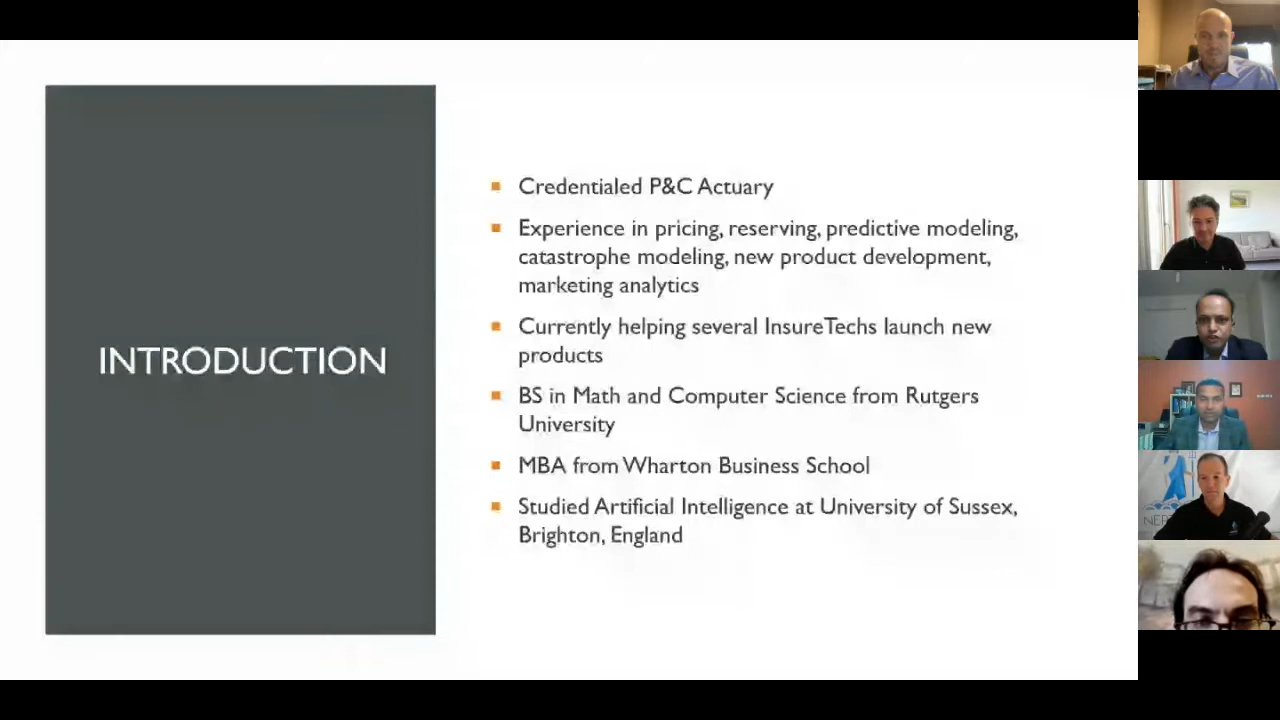 INTRODUCTION
Credentialed P&C Actuary
Experience in pricing, reserving, predictive modeling,
catastrophe modeling, new product development,
marketing analytics
Currently helping several InsureTechs launch new
products
BS in Math and Computer Science from Rutgers
University
MBA from Wharton Business School
Studied Artificial Intelligence at University of Sussex,
Brighton, England